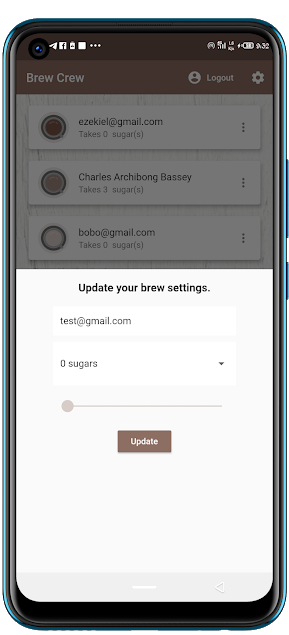 9:32
Brew Crew
Logout
ezekiel@gmail.com
Takes 0 sugar(s)
Charles Archibong Bassey
Takes 3 sugar(s)
bobo@gmail.com
Takes 0 sugar(s)
Update your brew settings.
test@gmail.com
0 sugars
Update